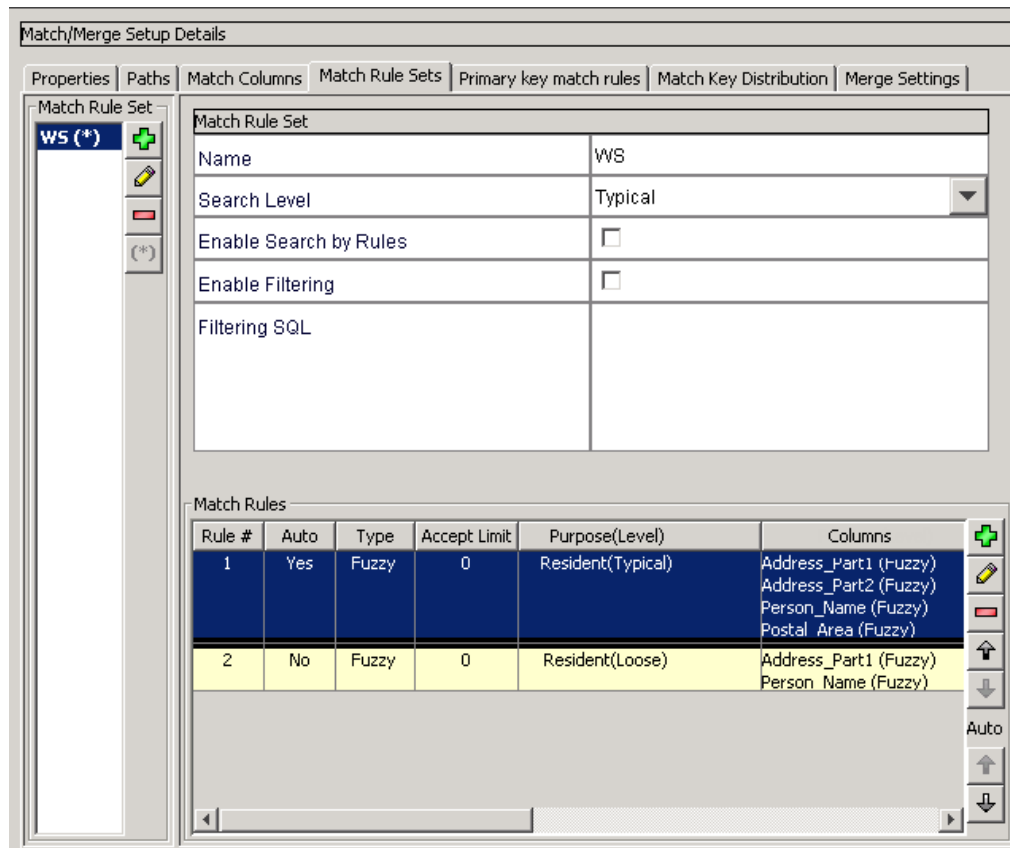 Match/Merge Setup Details
Properties Paths Match Columns Match Rule Sets Primary key match rules Match Key Distribution Merge Settings
Match Rule Set
WS (*)
(*)
Match Rule Set
Name WS
Search Level Typical
Enable Search by Rules
Enable Filtering
Filtering SQL
Match Rules
Rule # Auto Type Accept Limit Purpose(Level) Columns
1 Yes Fuzzy 0 Resident(Typical) Address_Part1 (Fuzzy)
Address_Part2 (Fuzzy)
Person_Name (Fuzzy)
Postal_Area (Fuzzy)
2 No Fuzzy 0 Resident(Loose) Address_Part1 (Fuzzy)
Person_Name (Fuzzy)
Auto